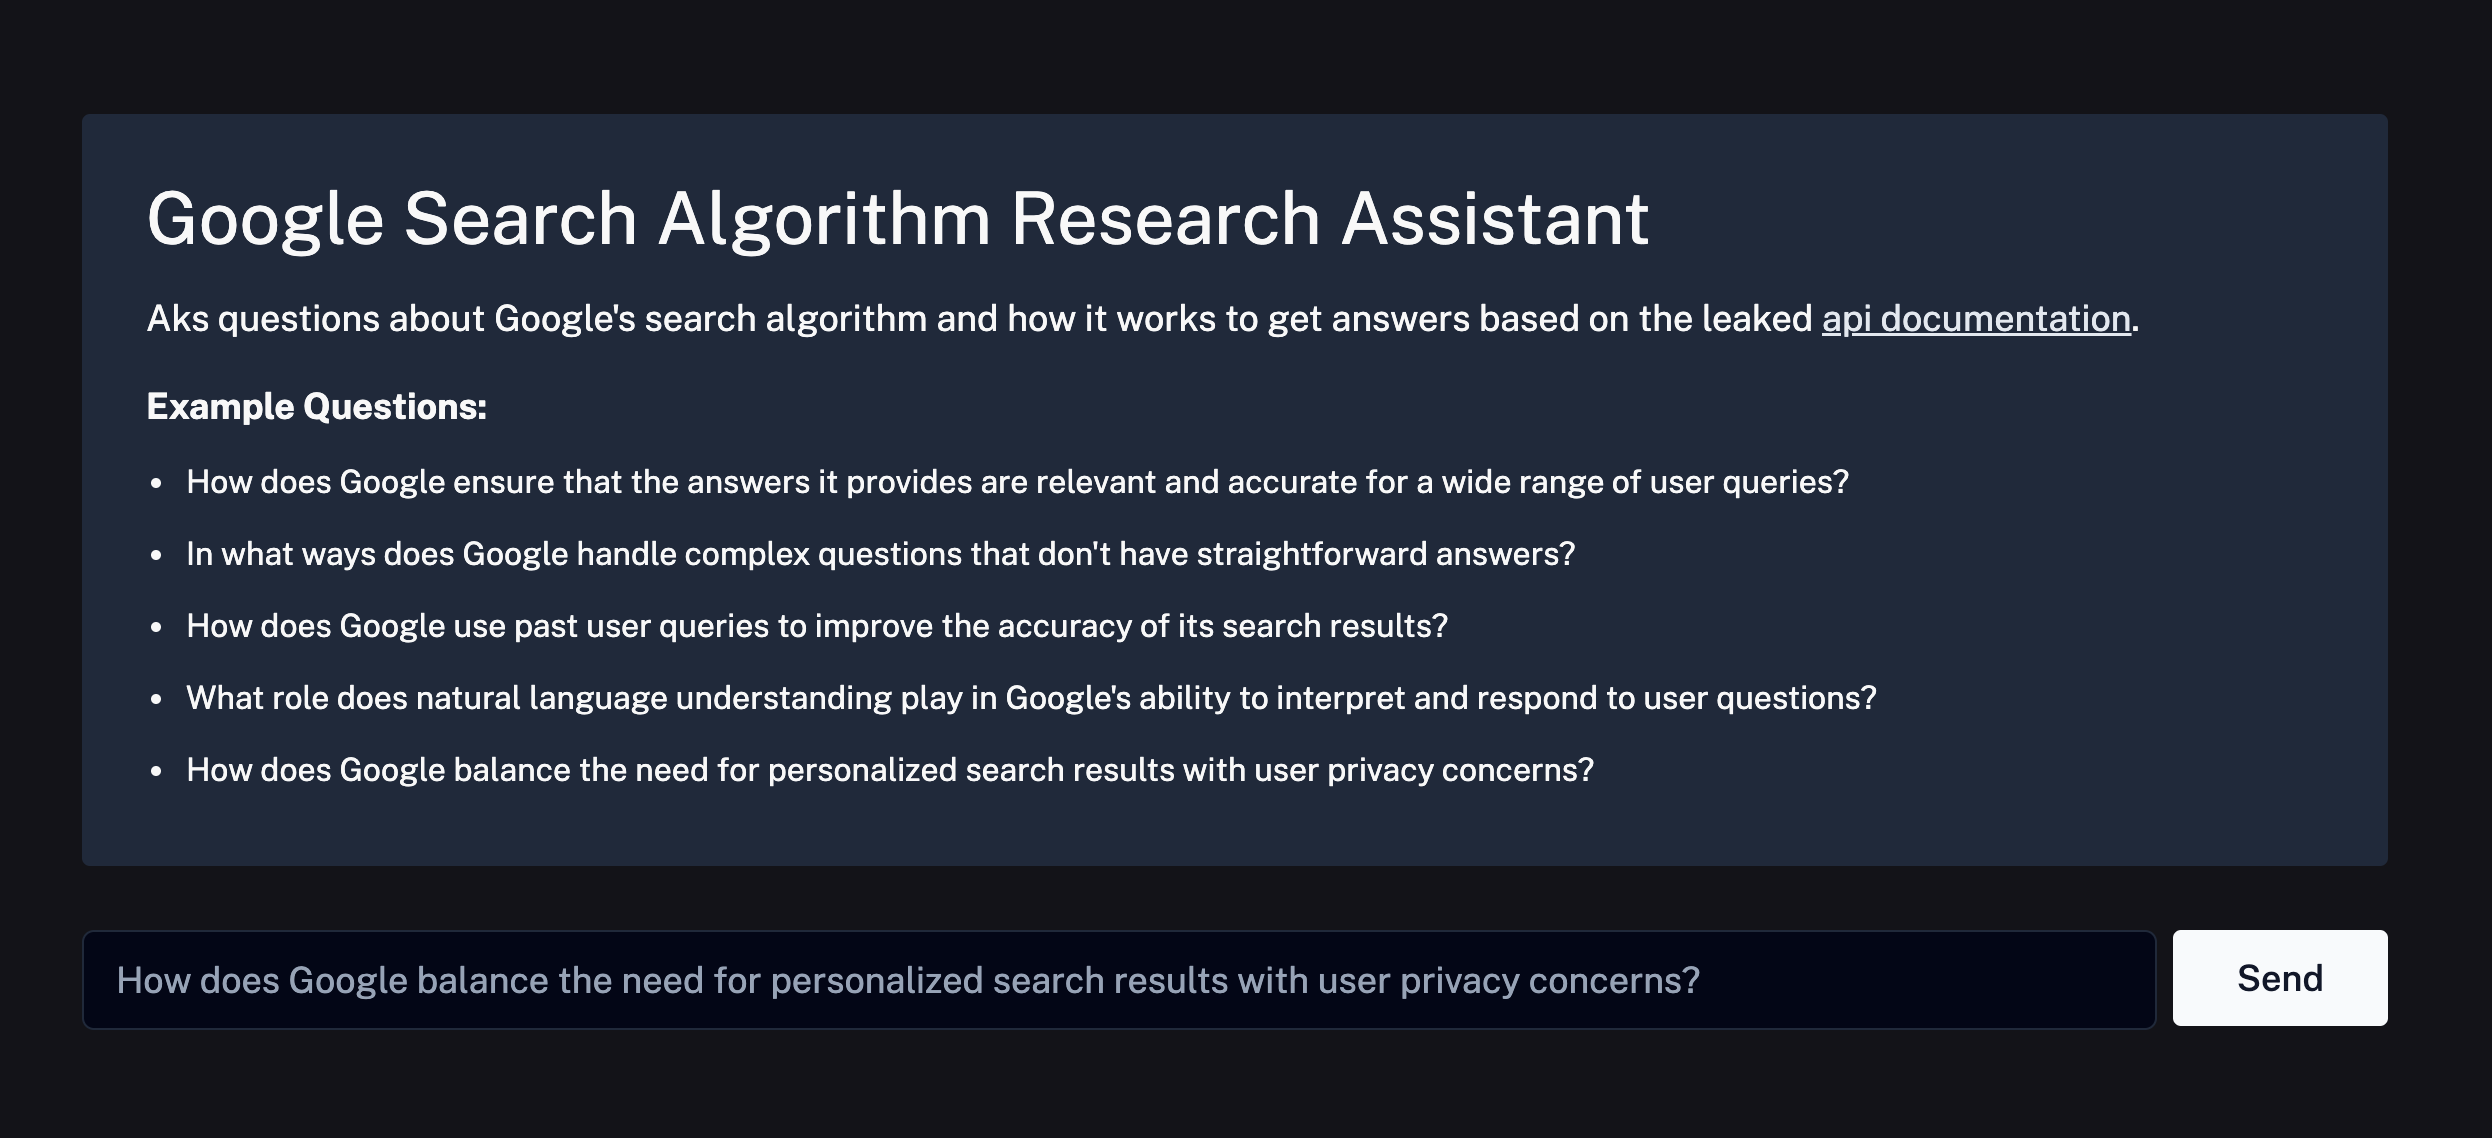 Google Search Algorithm Research Assistant
Aks questions about Google's search algorithm and how it works to get answers based on the leaked api documentation.
Example Questions:
• How does Google ensure that the answers it provides are relevant and accurate for a wide range of user queries?
• In what ways does Google handle complex questions that don't have straightforward answers?
• How does Google use past user queries to improve the accuracy of its search results?
• What role does natural language understanding play in Google's ability to interpret and respond to user questions?
• How does Google balance the need for personalized search results with user privacy concerns?
How does Google balance the need for personalized search results with user privacy concerns?
Send